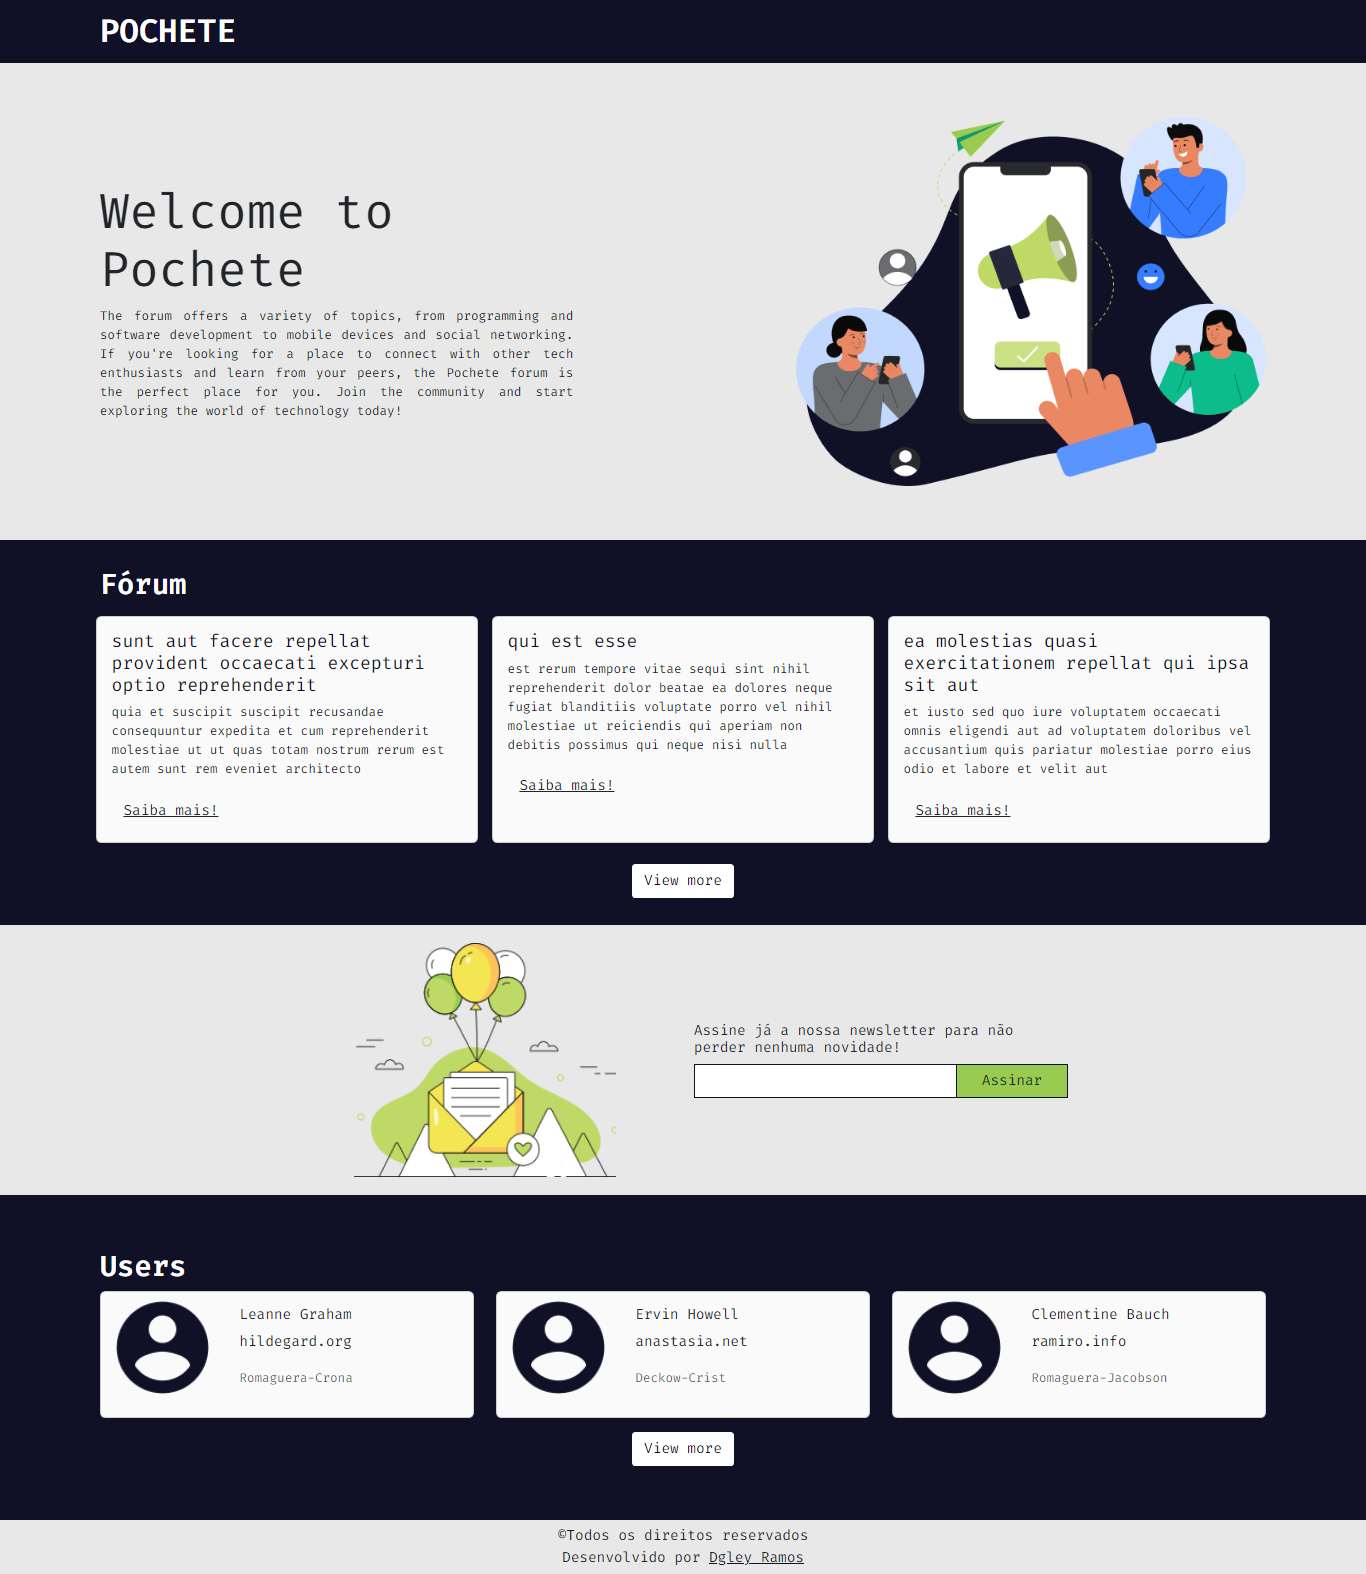 POCHETE
Welcome to
Pochete
The forum offers a variety of topics, from programming and
software development to mobile devices and social networking.
If you're looking for a place to connect with other tech
enthusiasts and learn from your peers, the Pochete forum is
the perfect place for you. Join the community and start
exploring the world of technology today!
Fórum
sunt aut facere repellat
provident occaecati excepturi
optio reprehenderit
quia et suscipit suscipit recusandae
consequuntur expedita et cum reprehenderit
molestiae ut ut quas totam nostrum rerum est
autem sunt rem eveniet architecto
Saiba mais!
qui est esse
est rerum tempore vitae sequi sint nihil
reprehenderit dolor beatae ea dolores neque
fugiat blanditiis voluptate porro vel nihil
molestiae ut reiciendis qui aperiam non
debitis possimus qui neque nisi nulla
Saiba mais!
ea molestias quasi
exercitationem repellat qui ipsa
sit aut
et iusto sed quo iure voluptatem occaecati
omnis eligendi aut ad voluptatem doloribus vel
accusantium quis pariatur molestiae porro eius
odio et labore et velit aut
Saiba mais!
View more
Assine já a nossa newsletter para não
perder nenhuma novidade!
Assinar
Users
Leanne Graham
hildegard.org
Romaguera-Crona
Ervin Howell
anastasia.net
Deckow-Crist
Clementine Bauch
ramiro.info
Romaguera-Jacobson
View more
©Todos os direitos reservados
Desenvolvido por Dgley Ramos